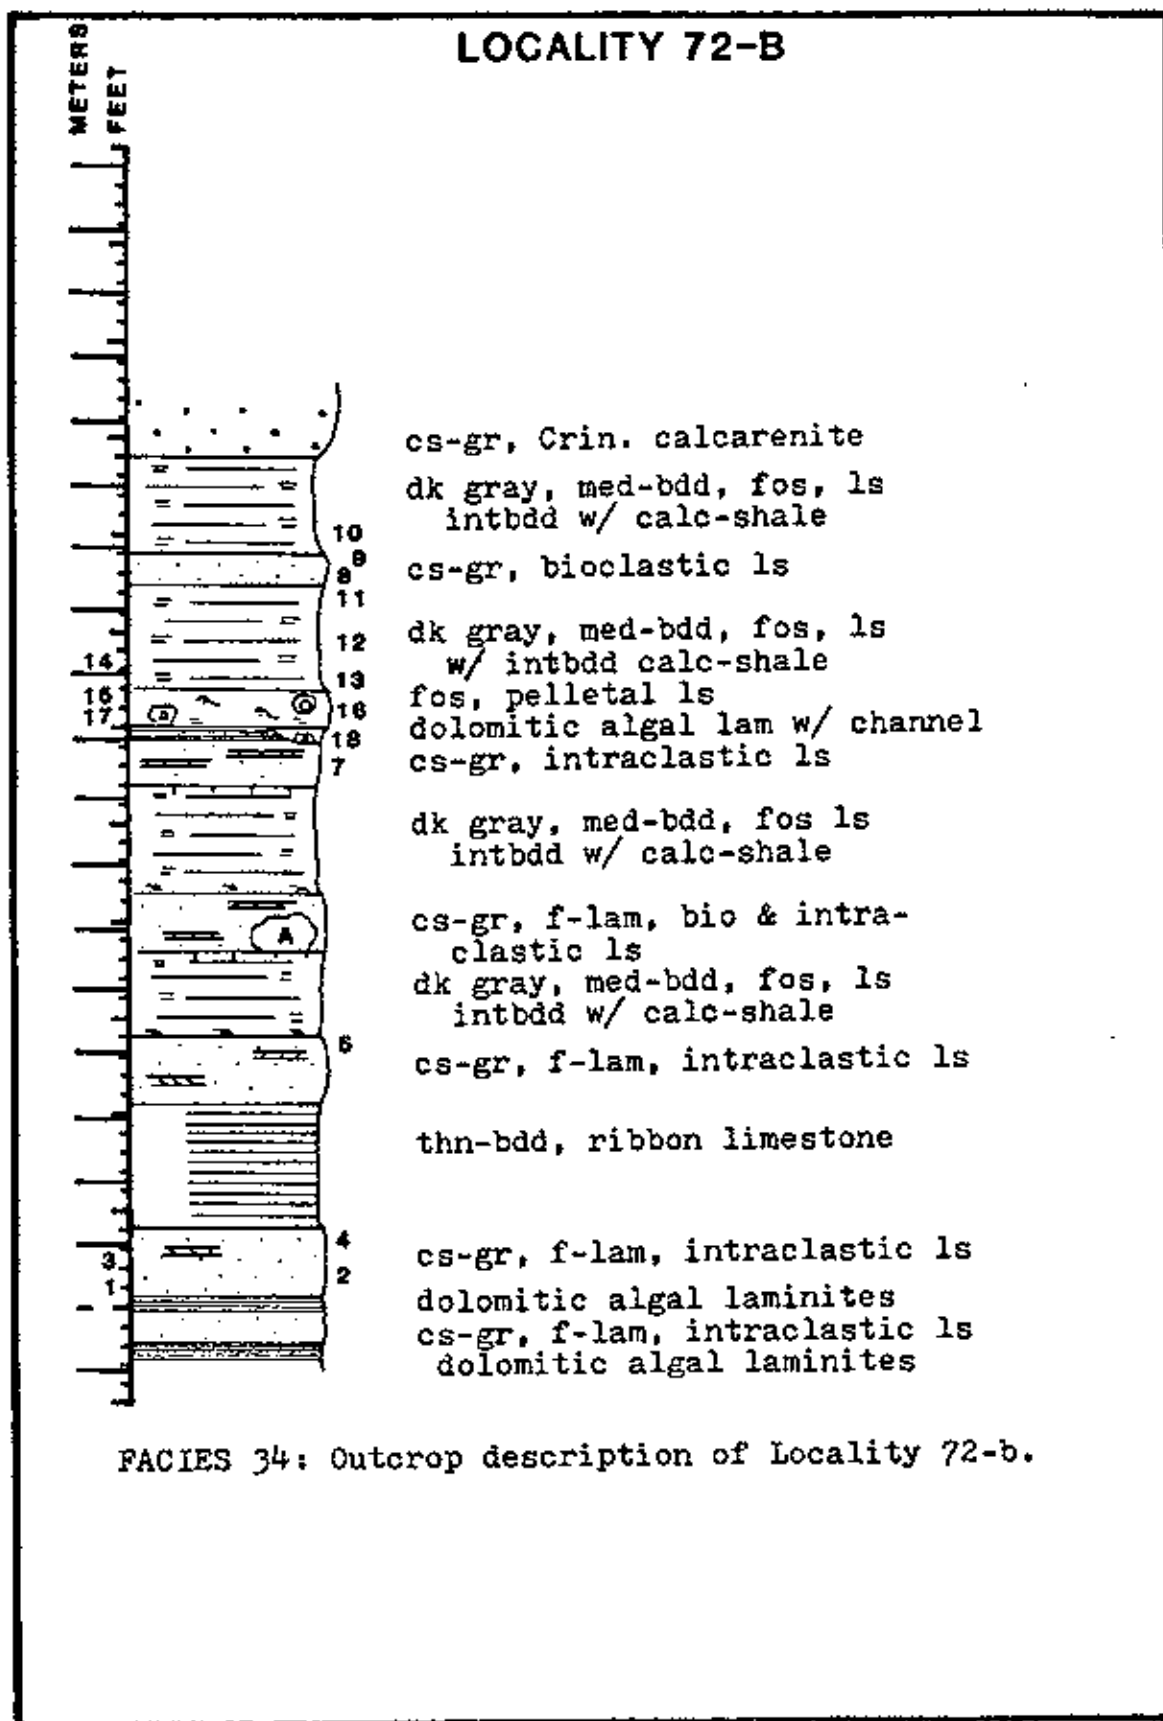 LOCALITY 72-B
METERS
FEET
cs-gr, Crin. calcarenite
dk gray, med-bdd, fos, ls
intbdd w/ calc-shale
10
9
8
cs-gr, bioclastic ls
11
dk gray, med-bdd, fos, ls
12
w/ intbdd calc-shale
14
13
fos, pelletal ls
15
16
17
dolomitic algal lam w/ channel
18
cs-gr, intraclastic ls
7
dk gray, med-bdd, fos ls
intbdd w/ calc-shale
cs-gr, f-lam, bio & intra-
A
clastic ls
dk gray, med-bdd, fos, ls
intbdd w/ calc-shale
cs-gr, f-lam, intraclastic ls
thn-bdd, ribbon limestone
4
cs-gr, f-lam, intraclastic ls
3
2
1
dolomitic algal laminites
cs-gr, f-lam, intraclastic ls
dolomitic algal laminites
FACIES 34: Outcrop description of Locality 72-b.